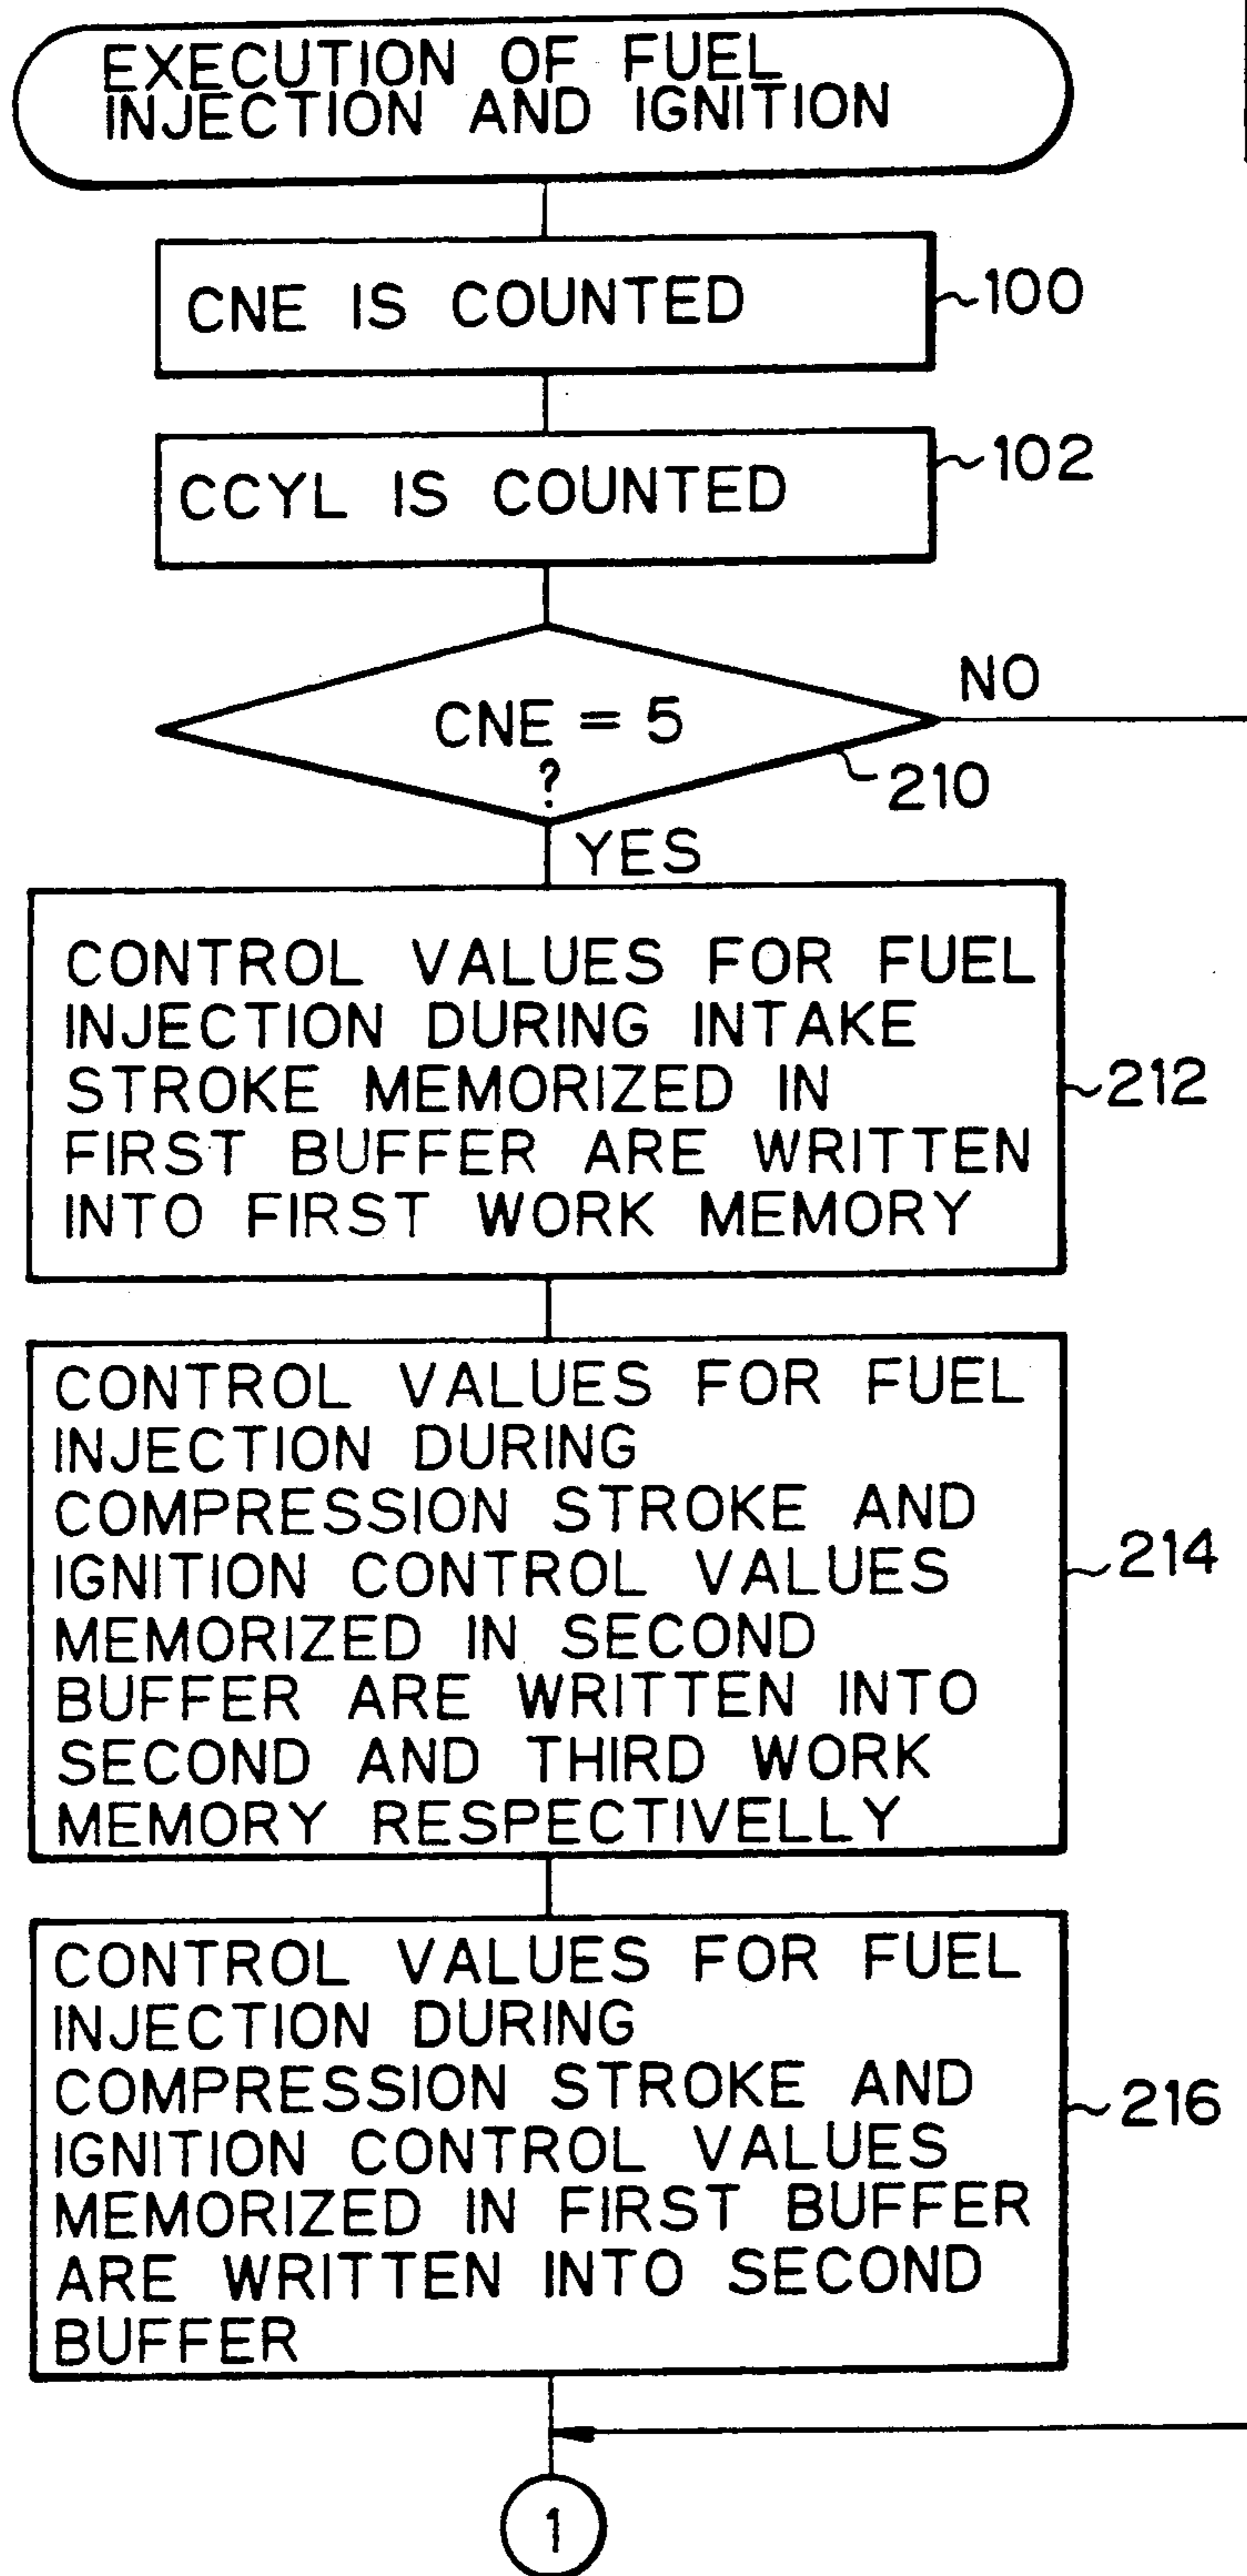 EXECUTION OF FUEL
INJECTION AND IGNITION
CNE IS COUNTED
100
CCYL IS COUNTED
102
CNE = 5
?
NO
210
YES
CONTROL VALUES FOR FUEL
INJECTION DURING INTAKE
STROKE MEMORIZED IN
FIRST BUFFER ARE WRITTEN
INTO FIRST WORK MEMORY
212
CONTROL VALUES FOR FUEL
INJECTION DURING
COMPRESSION STROKE AND
IGNITION CONTROL VALUES
MEMORIZED IN SECOND
BUFFER ARE WRITTEN INTO
SECOND AND THIRD WORK
MEMORY RESPECTIVELLY
214
CONTROL VALUES FOR FUEL
INJECTION DURING
COMPRESSION STROKE AND
IGNITION CONTROL VALUES
MEMORIZED IN FIRST BUFFER
ARE WRITTEN INTO SECOND
BUFFER
216
1